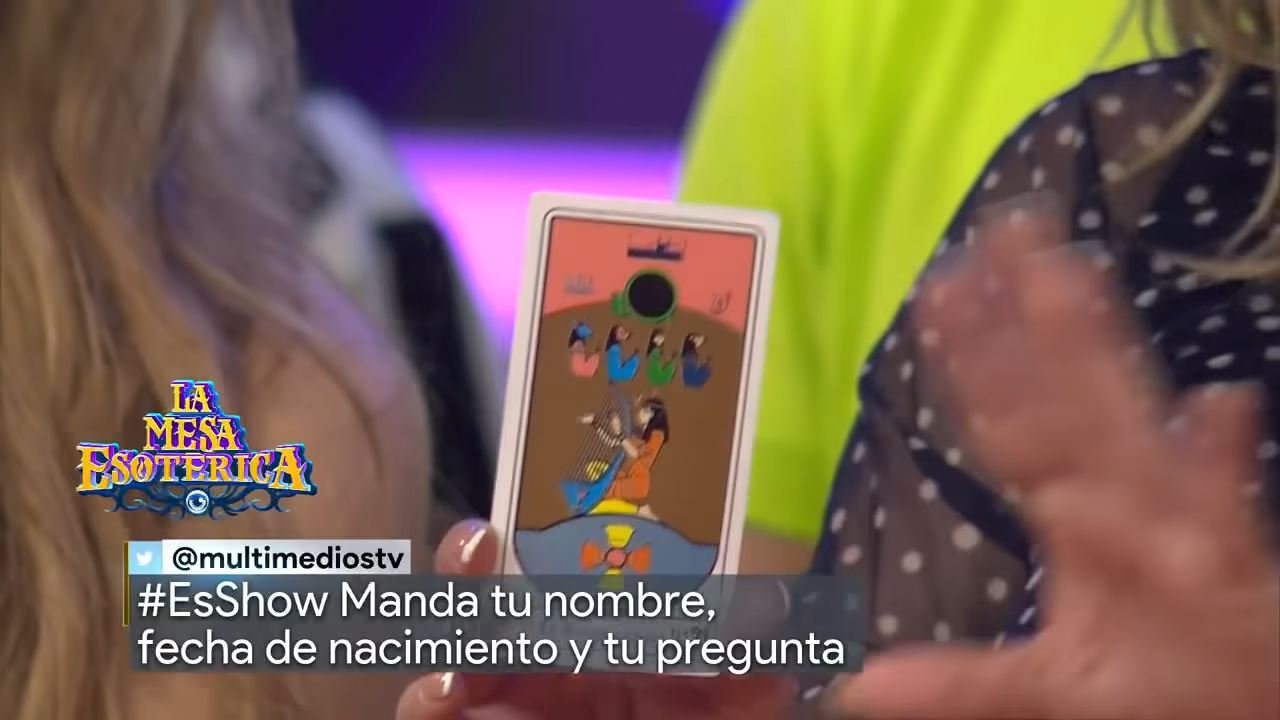 LA
MESA
ESOTERICA
@multimediostv
#EsShow Manda tu nombre,
fecha de nacimiento y tu pregunta